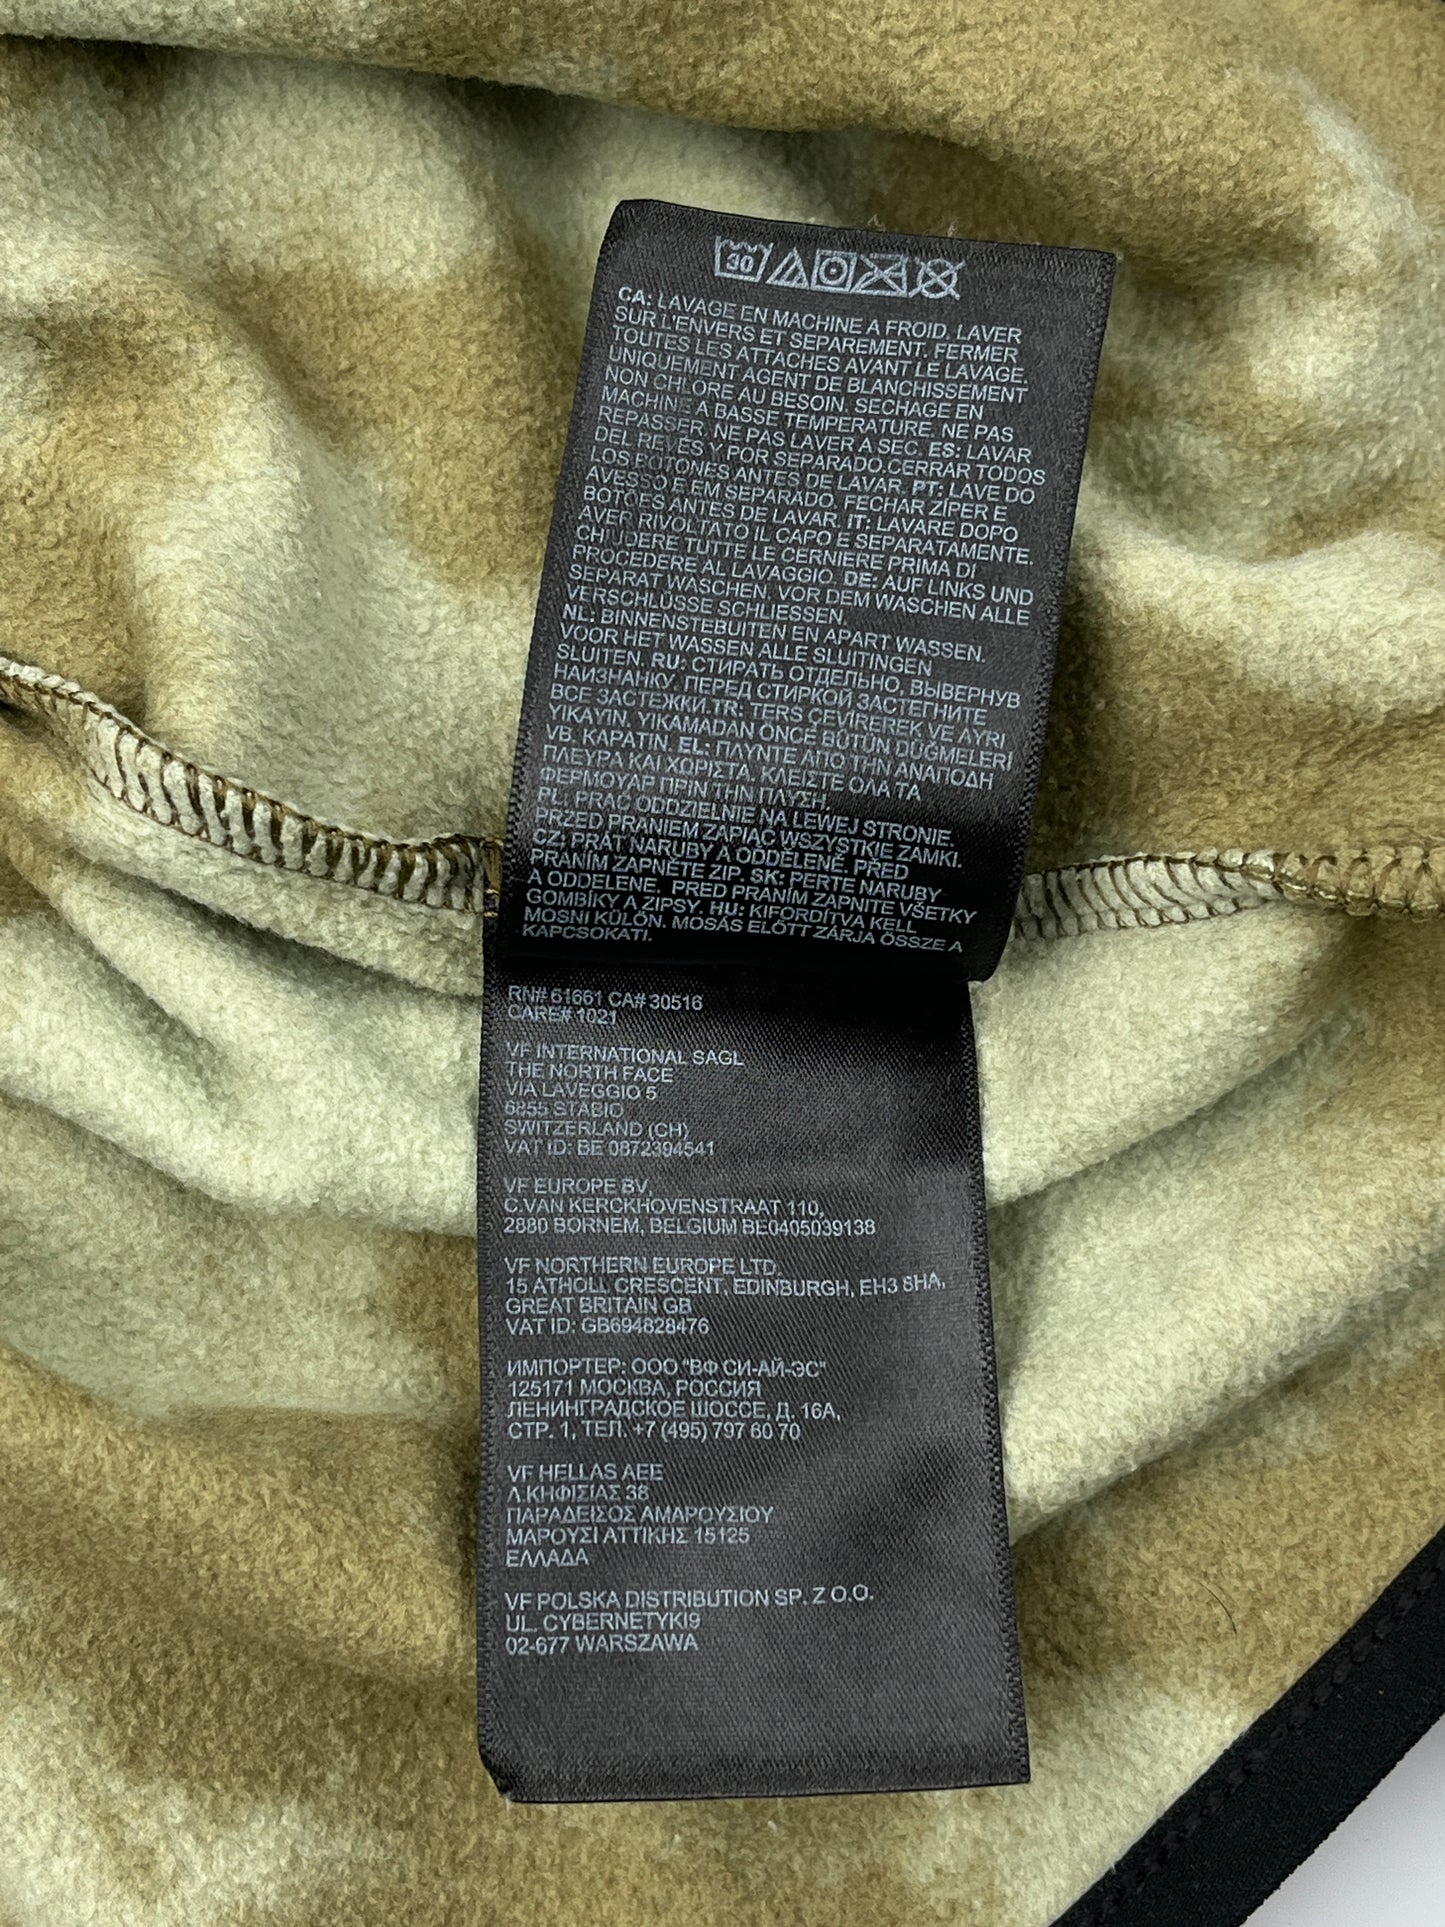 30
CA: LAVAGE EN MACHINE A FROID. LAVER
SUR L'ENVERS ET SEPAREMENT. FERMER
TOUTES LES ATTACHES AVANT LE LAVAGE.
UNIQUEMENT AGENT DE BLANCHISSEMENT
NON CHLORE AU BESOIN. SECHAGE EN
MACHINE A BASSE TEMPERATURE. NE PAS
REPASSER. NE PAS LAVER A SEC. ES: LAVAR
DEL REVÉS Y POR SEPARADO.CERRAR TODOS
LOS BOTONES ANTES DE LAVAR. PT: LAVE DO
AVESSO E EM SEPARADO. FECHAR ZÍPER E
BOTÕES ANTES DE LAVAR. IT: LAVARE DOPO
AVER RIVOLTATO IL CAPO E SEPARATAMENTE.
CHIUDERE TUTTE LE CERNIERE PRIMA DI
PROCEDERE AL LAVAGGIO. DE: AUF LINKS UND
SEPARAT WASCHEN. VOR DEM WASCHEN ALLE
VERSCHLÜSSE SCHLIESSEN.
NL: BINNENSTEBUITEN EN APART WASSEN.
VOOR HET WASSEN ALLE SLUITINGEN
SLUITEN. RU: СТИРАТЬ ОТДЕЛЬНО, ВЫВЕРНУВ
НАИЗНАНКУ. ПЕРЕД СТИРКОЙ ЗАСТЕГНИТЕ
ВСЕ ЗАСТЕЖКИ.TR: TERS ÇEVİREREK VE AYRI
YIKAYIN. YIKAMADAN ÖNCE BÜTÜN DÜĞMELERİ
VB. KAPATIN. EL: ΠΛΥΝΤΕ ΑΠΟ ΤΗΝ ΑΝΑΠΟΔΗ
ΠΛΕΥΡΑ ΚΑΙ ΧΩΡΙΣΤΑ. ΚΛΕΙΣΤΕ ΟΛΑ ΤΑ
ΦΕΡΜΟΥΑΡ ΠΡΙΝ ΤΗΝ ΠΛΥΣΗ.
PL: PRAĆ ODDZIELNIE NA LEWEJ STRONIE.
PRZED PRANIEM ZAPIĄĆ WSZYSTKIE ZAMKI.
CZ: PRÁT NARUBY A ODDĚLENĚ. PŘED
PRANÍM ZAPNĚTE ZIP. SK: PERTE NARUBY
A ODDELENE. PRED PRANÍM ZAPNITE VŠETKY
GOMBÍKY A ZIPSY. HU: KIFORDÍTVA KELL
MOSNI KÜLÖN. MOSÁS ELŐTT ZÁRJA ÖSSZE A
KAPCSOKATI.
RN# 61661 CA# 30516
CARE# 1021
VF INTERNATIONAL SAGL
THE NORTH FACE
VIA LAVEGGIO 5
6855 STABIO
SWITZERLAND (CH)
VAT ID: BE 0872394541
VF EUROPE BV
C.VAN KERCKHOVENSTRAAT 110,
2880 BORNEM, BELGIUM BE0405039138
VF NORTHERN EUROPE LTD.
15 ATHOLL CRESCENT, EDINBURGH, EH3 8HA,
GREAT BRITAIN GB
VAT ID: GB694828476
ИМПОРТЕР: ООО "ВФ СИ-АЙ-ЭС"
125171 МОСКВА, РОССИЯ
ЛЕНИНГРАДСКОЕ ШОССЕ, Д. 16А,
СТР. 1, ТЕЛ. +7 (495) 797 60 70
VF HELLAS AEE
Λ.ΚΗΦΙΣΙΑΣ 38
ΠΑΡΑΔΕΙΣΟΣ ΑΜΑΡΟΥΣΙΟΥ
ΜΑΡΟΥΣΙ ΑΤΤΙΚΗΣ 15125
ΕΛΛΑΔΑ
VF POLSKA DISTRIBUTION SP. Z O.O.
UL. CYBERNETYKI9
02-677 WARSZAWA